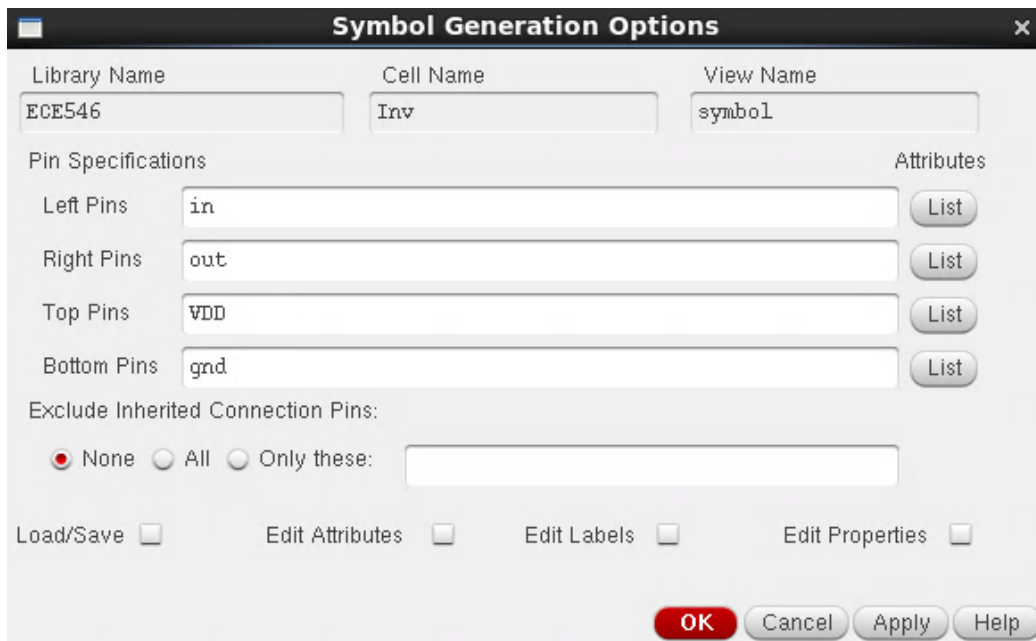 Symbol Generation Options
Library Name Cell Name View Name
ECE546 Inv symbol
Pin Specifications Attributes
Left Pins in List
Right Pins out List
Top Pins VDD List
Bottom Pins gnd List
Exclude Inherited Connection Pins:
None All Only these:
Load/Save Edit Attributes Edit Labels Edit Properties
OK Cancel Apply Help